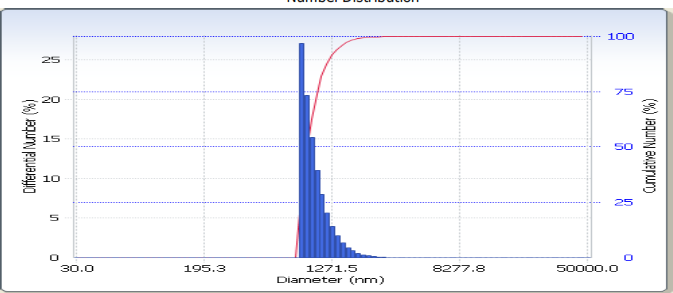 Number Distribution
100
25
75
20
15
50
10
25
5
0
0
30.0 195.3 1271.5 8277.8 50000.0
Diameter (nm)
Differential Number (%)
Cumulative Number (%)